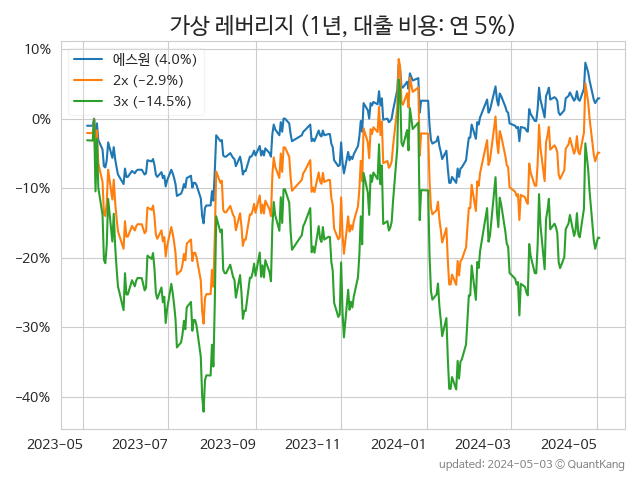 가상 레버리지 (1년, 대출 비용: 연 5%)
에스원 (4.0%)
2x (−2.9%)
3x (−14.5%)
10%
0%
−10%
−20%
−30%
−40%
2023-05
2023-07
2023-09
2023-11
2024-01
2024-03
2024-05
updated: 2024-05-03 © QuantKang